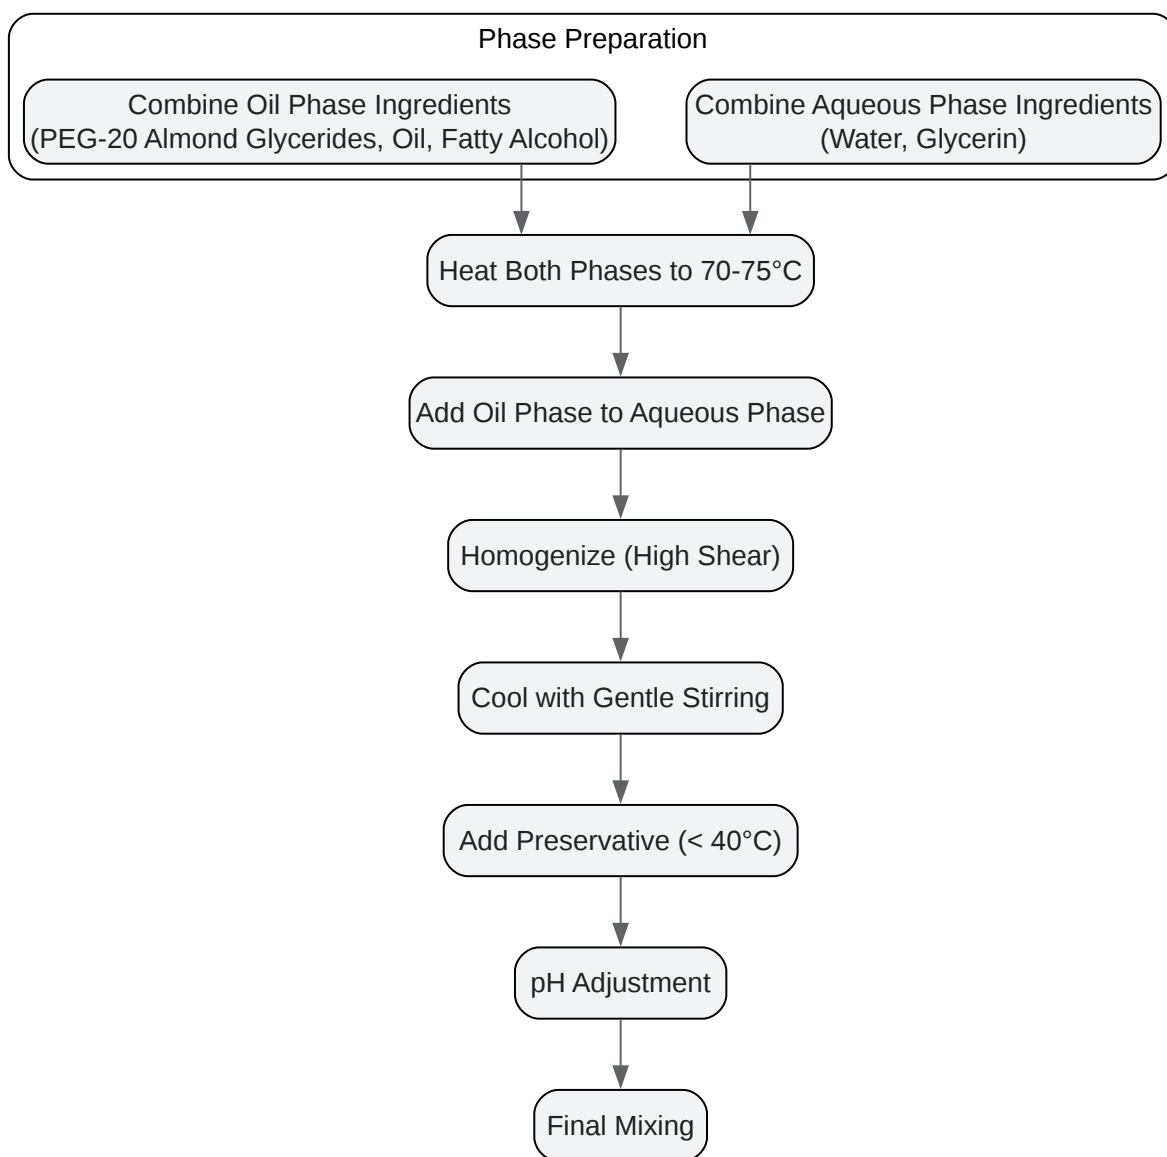 Phase Preparation
Combine Oil Phase Ingredients
(PEG-20 Almond Glycerides, Oil, Fatty Alcohol)
Combine Aqueous Phase Ingredients
(Water, Glycerin)
Heat Both Phases to 70-75°C
Add Oil Phase to Aqueous Phase
Homogenize (High Shear)
Cool with Gentle Stirring
Add Preservative (< 40°C)
pH Adjustment
Final Mixing